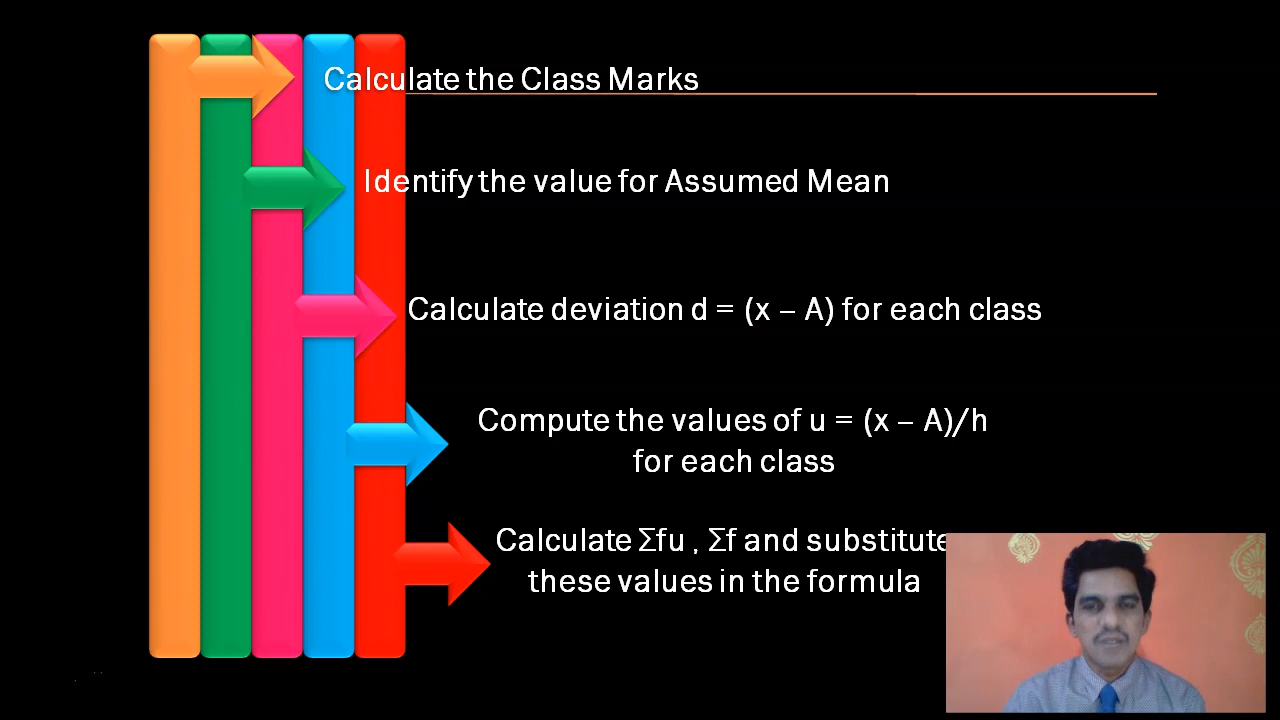 Calculate the Class Marks
Identify the value for Assumed Mean
Calculate deviation d = (x – A) for each class
Compute the values of u = (x – A)/h
for each class
Calculate Σfu , Σf and substitute
these values in the formula